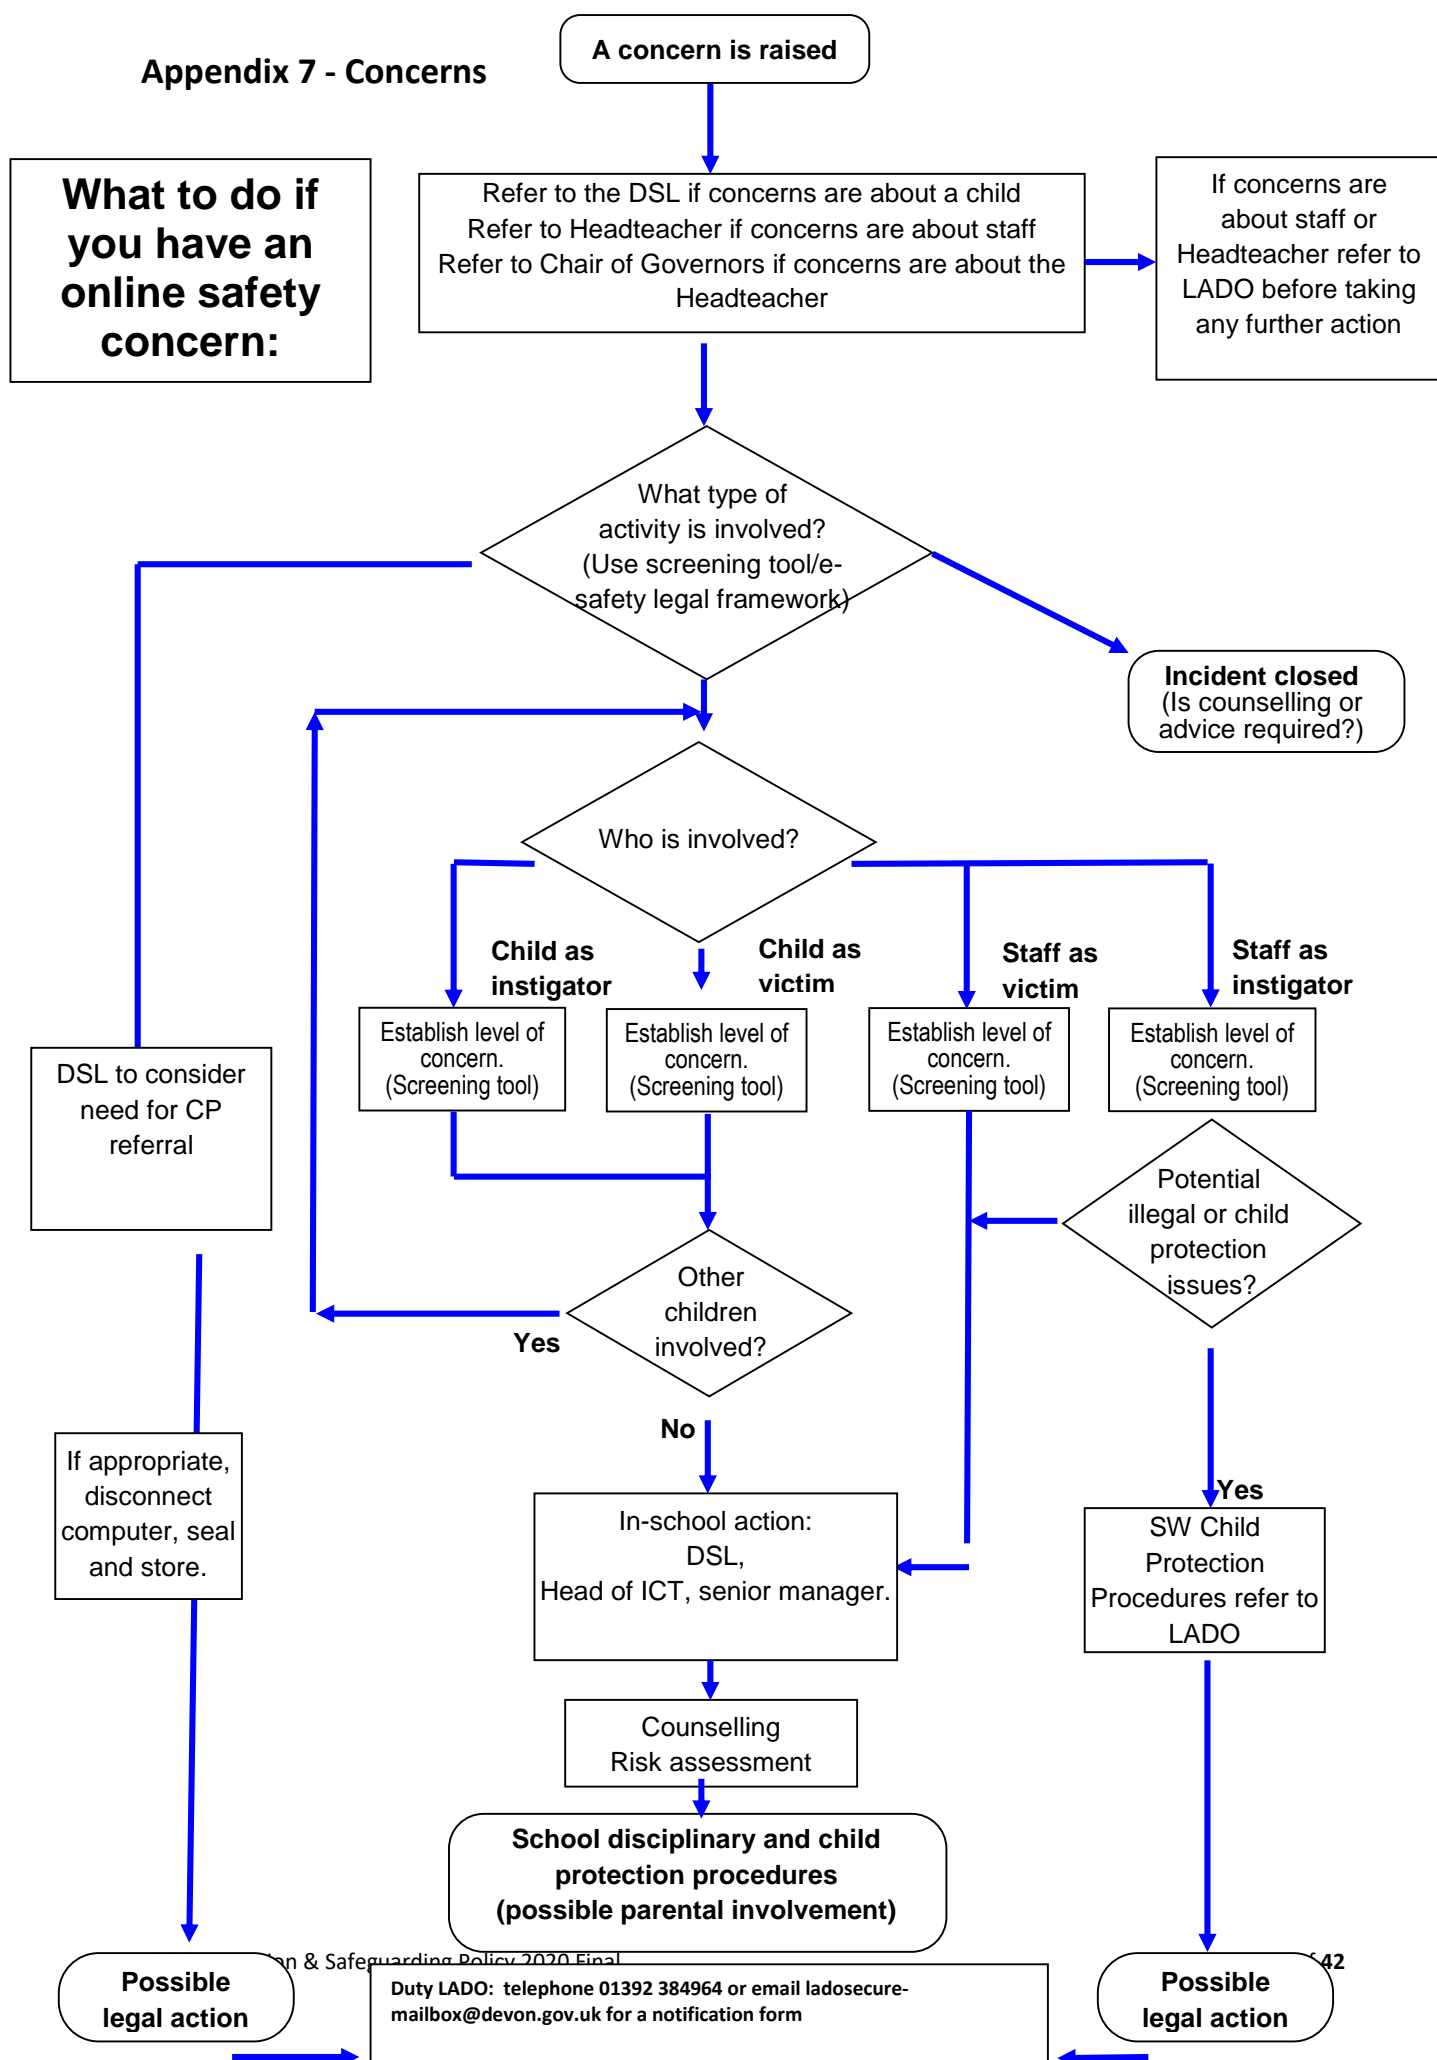 A concern is raised
Appendix 7 - Concerns
What to do if
you have an
online safety
concern:
Refer to the DSL if concerns are about a child
Refer to Headteacher if concerns are about staff
Refer to Chair of Governors if concerns are about the
Headteacher
If concerns are
about staff or
Headteacher refer to
LADO before taking
any further action
What type of
activity is involved?
(Use screening tool/e-
safety legal framework)
Incident closed
(Is counselling or
advice required?)
Who is involved?
Child as
instigator
Child as
victim
Staff as
victim
Staff as
instigator
Establish level of
concern.
(Screening tool)
Establish level of
concern.
(Screening tool)
Establish level of
concern.
(Screening tool)
Establish level of
concern.
(Screening tool)
DSL to consider
need for CP
referral
Potential
illegal or child
protection
issues?
Other
children
involved?
Yes
No
If appropriate,
disconnect
computer, seal
and store.
In-school action:
DSL,
Head of ICT, senior manager.
Yes
SW Child
Protection
Procedures refer to
LADO
Counselling
Risk assessment
School disciplinary and child
protection procedures
(possible parental involvement)
& Safeguarding Policy 2020 Final
42
Possible
legal action
Duty LADO: telephone 01392 384964 or email ladosecure-
mailbox@devon.gov.uk for a notification form
Possible
legal action